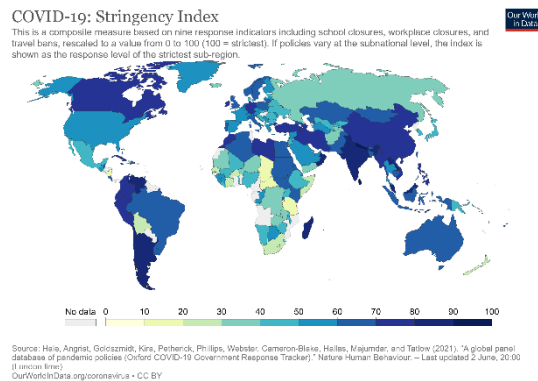 COVID-19: Stringency Index
Our World
in Data
This is a composite measure based on nine response indicators including school closures, workplace closures, and
travel bans, rescaled to a value from 0 to 100 (100 = strictest). If policies vary at the subnational level, the index is
shown as the response level of the strictest sub-region.
No data 0 10 20 30 40 50 60 70 80 90 100
Source: Hale, Angrist, Goldszmidt, Kira, Petherick, Phillips, Webster, Cameron-Blake, Hallas, Majumdar, and Tatlow (2021). "A global panel
database of pandemic policies (Oxford COVID-19 Government Response Tracker)." Nature Human Behaviour. – Last updated 2 June, 20:00
(London time)
OurWorldInData.org/coronavirus • CC BY